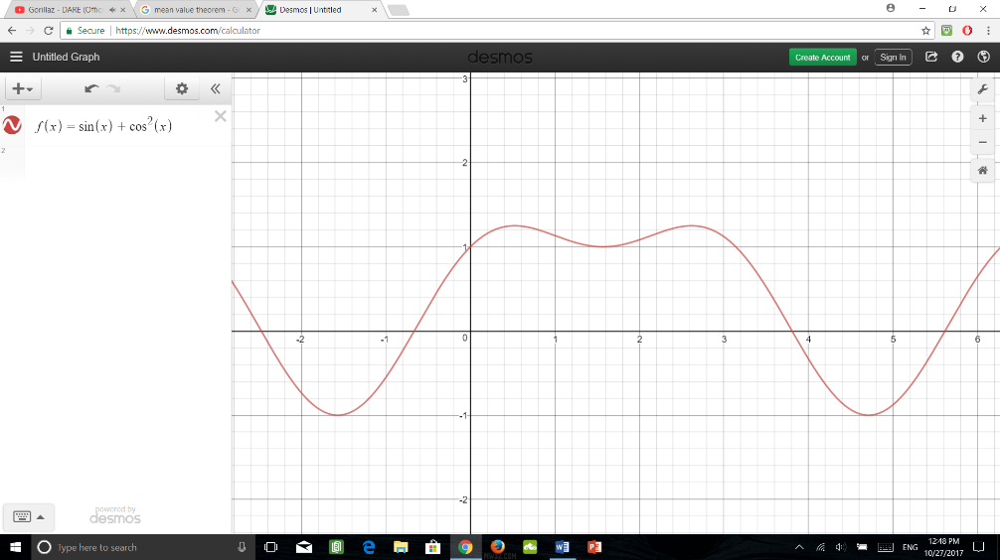 Gorillaz - DARE (Offic
mean value theorem - G
Desmos | Untitled
Secure | https://www.desmos.com/calculator
Untitled Graph
desmos
Create Account or Sign In
1
f(x) = sin(x) + cos²(x)
2
3
2
1
0
-1
-2
-2
-1
1
2
3
4
5
6
powered by
desmos
Type here to search
ENG
12:48 PM
10/27/2017